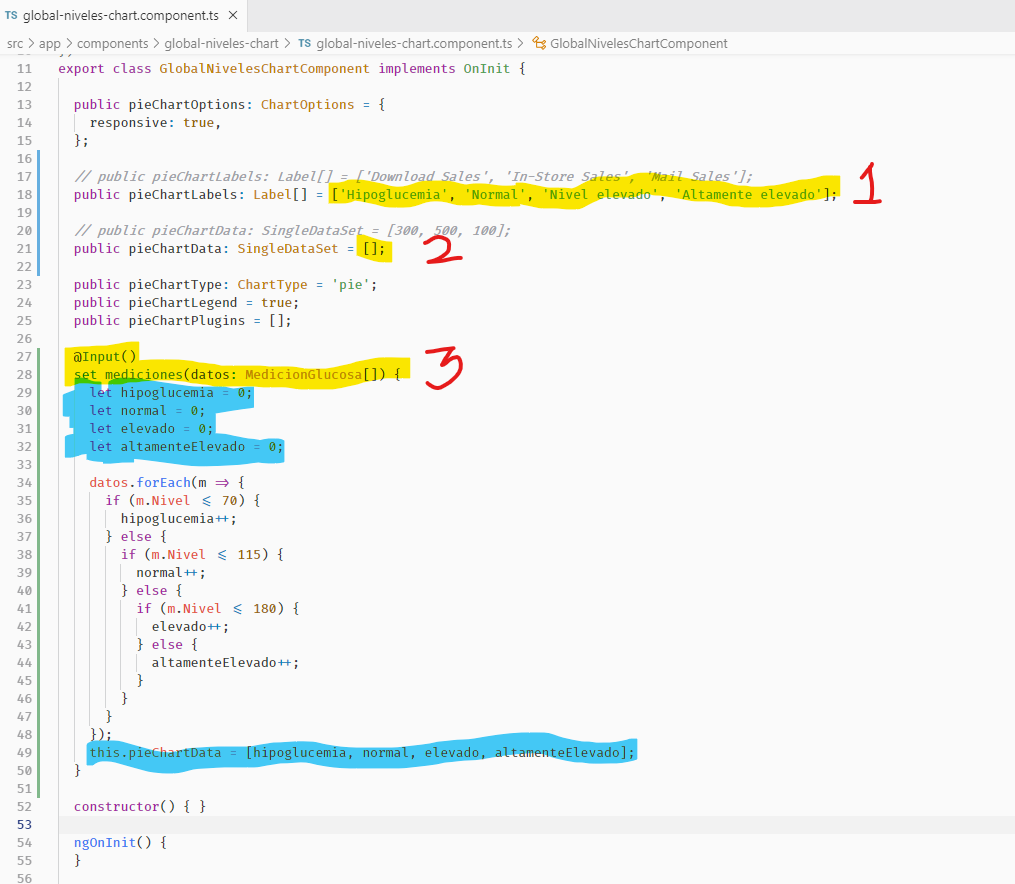 TS global-niveles-chart.component.ts ×
src > app > components > global-niveles-chart > TS global-niveles-chart.component.ts > GlobalNivelesChartComponent
11 export class GlobalNivelesChartComponent implements OnInit {
12
13 public pieChartOptions: ChartOptions = {
14 responsive: true,
15 };
16
17 // public pieChartLabels: Label[] = ['Download Sales', 'In-Store Sales', 'Mail Sales'];
18 public pieChartLabels: Label[] = ['Hipoglucemia', 'Normal', 'Nivel elevado', 'Altamente elevado']; 1
19
20 // public pieChartData: SingleDataSet = [300, 500, 100];
21 public pieChartData: SingleDataSet = []; 2
22
23 public pieChartType: ChartType = 'pie';
24 public pieChartLegend = true;
25 public pieChartPlugins = [];
26
27 @Input()
28 set mediciones(datos: MedicionGlucosa[]) { 3
29 let hipoglucemia = 0;
30 let normal = 0;
31 let elevado = 0;
32 let altamenteElevado = 0;
33
34 datos.forEach(m ⇒ {
35 if (m.Nivel ⩽ 70) {
36 hipoglucemia++;
37 } else {
38 if (m.Nivel ⩽ 115) {
39 normal++;
40 } else {
41 if (m.Nivel ⩽ 180) {
42 elevado++;
43 } else {
44 altamenteElevado++;
45 }
46 }
47 }
48 });
49 this.pieChartData = [hipoglucemia, normal, elevado, altamenteElevado];
50 }
51
52 constructor() { }
53
54 ngOnInit() {
55 }
56